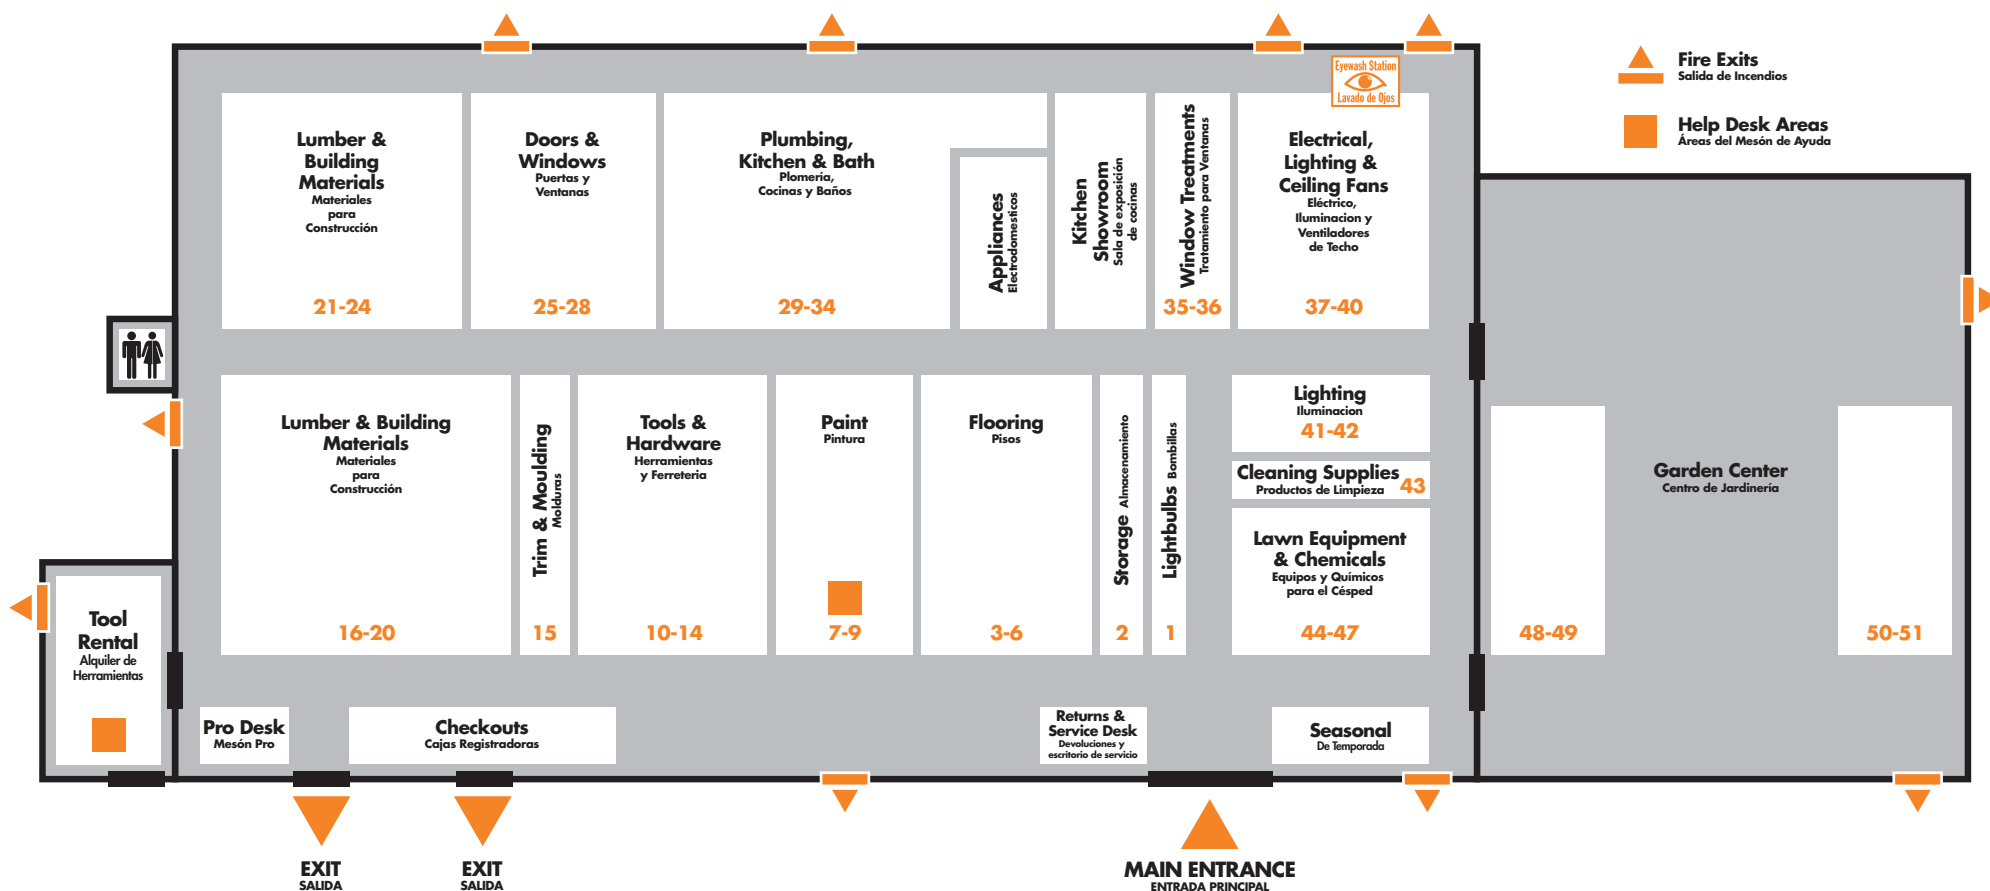 Fire Exits
Salida de Incendios
Help Desk Areas
Áreas del Mesón de Ayuda
Eyewash Station
Lavado de Ojos
Lumber &
Building
Materials
Materiales
para
Construcción
21-24
Doors &
Windows
Puertas y
Ventanas
25-28
Plumbing,
Kitchen & Bath
Plomería,
Cocinas y Baños
29-34
Appliances
Electrodomesticos
Kitchen
Showroom
Sala de exposición
de cocinas
Window Treatments
Tratamiento para Ventanas
35-36
Electrical,
Lighting &
Ceiling Fans
Eléctrico,
Iluminacion y
Ventiladores
de Techo
37-40
Lumber & Building
Materials
Materiales
para
Construcción
16-20
Trim & Moulding
Molduras
15
Tools &
Hardware
Herramientas
y Ferreteria
10-14
Paint
Pintura
7-9
Flooring
Pisos
3-6
Storage Almacenamiento
2
Lightbulbs Bombillas
1
Lighting
Iluminacion
41-42
Cleaning Supplies
Productos de Limpieza
43
Lawn Equipment
& Chemicals
Equipos y Químicos
para el Césped
44-47
Garden Center
Centro de Jardinería
48-49
50-51
Tool
Rental
Alquiler de
Herramientas
Pro Desk
Mesón Pro
Checkouts
Cajas Registradoras
Returns &
Service Desk
Devoluciones y
escritorio de servicio
Seasonal
De Temporada
EXIT
SALIDA
EXIT
SALIDA
MAIN ENTRANCE
ENTRADA PRINCIPAL